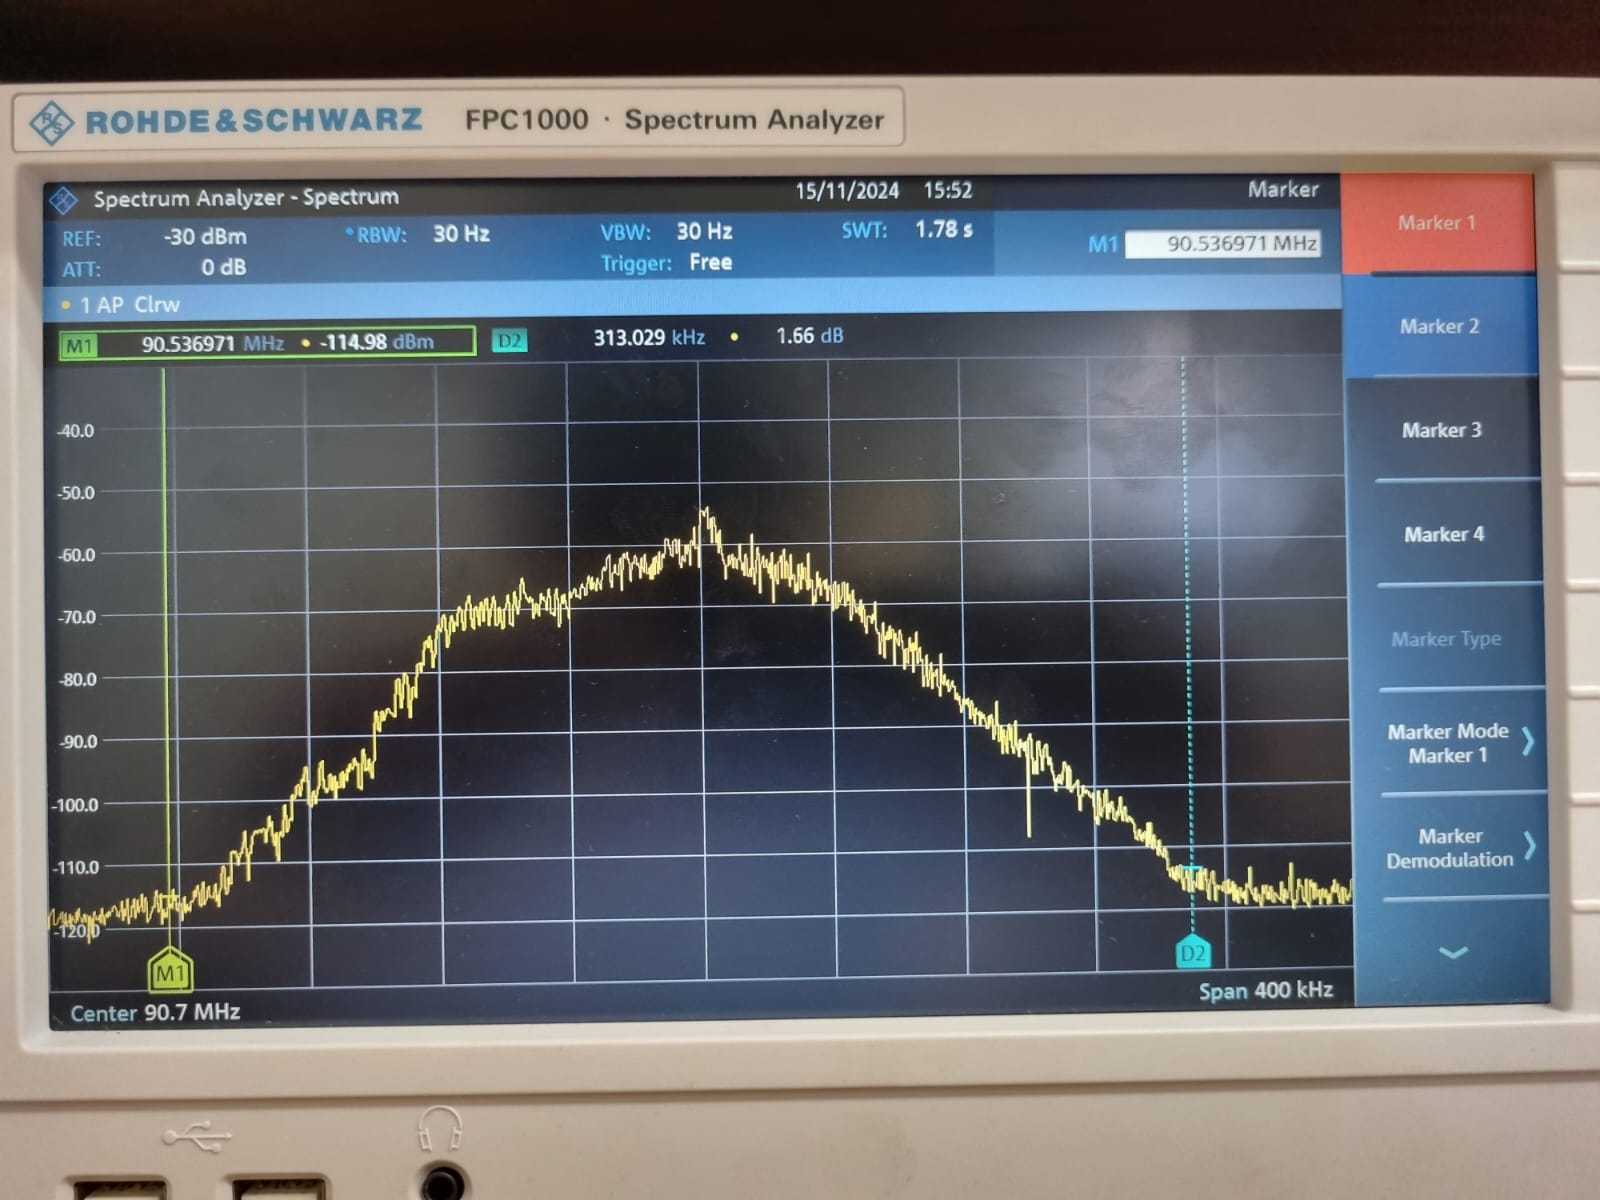 ROHDE&SCHWARZ FPC1000 · Spectrum Analyzer
Spectrum Analyzer - Spectrum 15/11/2024 15:52 Marker
REF: -30 dBm •RBW: 30 Hz VBW: 30 Hz SWT: 1.78 s M1 90.536971 MHz
ATT: 0 dB Trigger: Free
• 1 AP Clrw
M1 90.536971 MHz • -114.98 dBm D2 313.029 kHz • 1.66 dB
-40.0
-50.0
-60.0
-70.0
-80.0
-90.0
-100.0
-110.0
-120.0
M1 D2
Center 90.7 MHz Span 400 kHz
Marker 1
Marker 2
Marker 3
Marker 4
Marker Type
Marker Mode
Marker 1
Marker
Demodulation